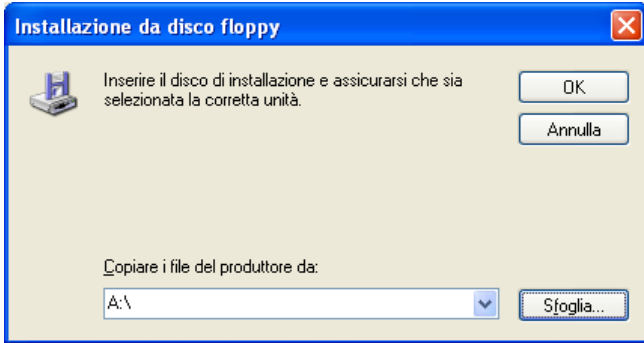 Installazione da disco floppy
Inserire il disco di installazione e assicurarsi che sia
selezionata la corretta unità.
OK
Annulla
Copiare i file del produttore da:
A:\
Sfoglia...